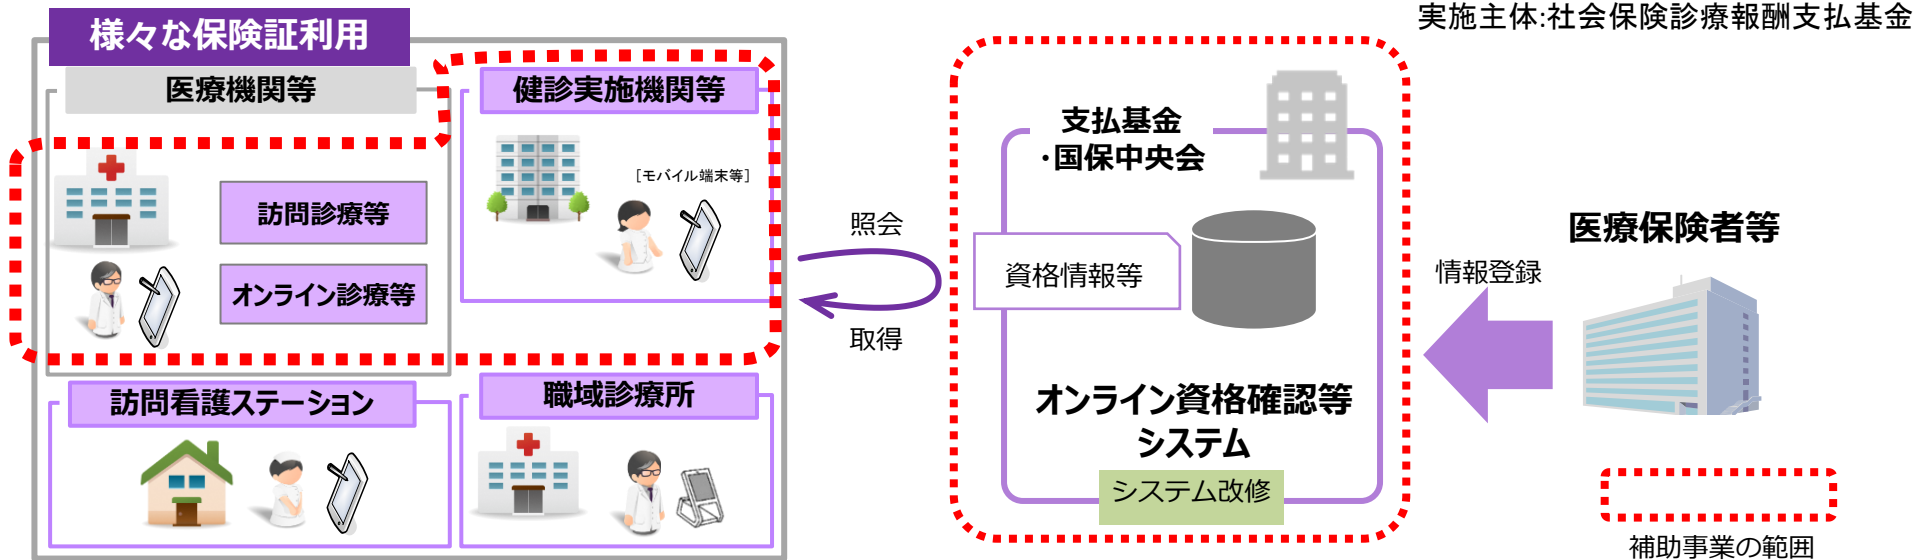 実施主体:社会保険診療報酬支払基金
様々な保険証利用
医療機関等
訪問診療等
オンライン診療等
健診実施機関等
[モバイル端末等]
訪問看護ステーション
職域診療所
照会
取得
支払基金
・国保中央会
資格情報等
オンライン資格確認等
システム
システム改修
医療保険者等
情報登録
補助事業の範囲